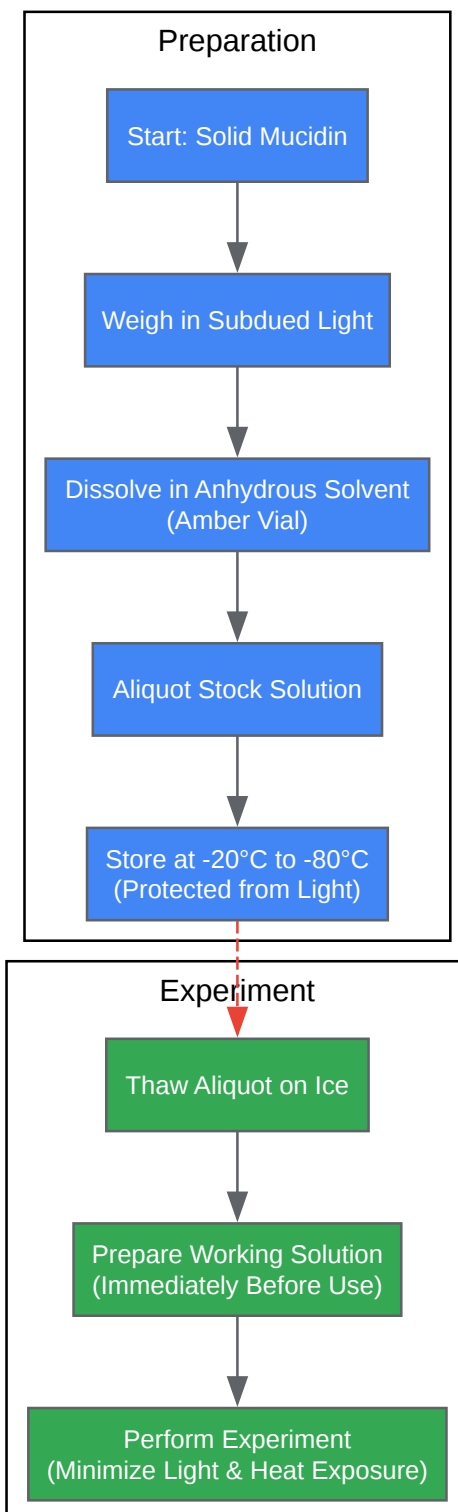 Preparation
Start: Solid Mucidin
Weigh in Subdued Light
Dissolve in Anhydrous Solvent
(Amber Vial)
Aliquot Stock Solution
Store at -20°C to -80°C
(Protected from Light)
Experiment
Thaw Aliquot on Ice
Prepare Working Solution
(Immediately Before Use)
Perform Experiment
(Minimize Light & Heat Exposure)